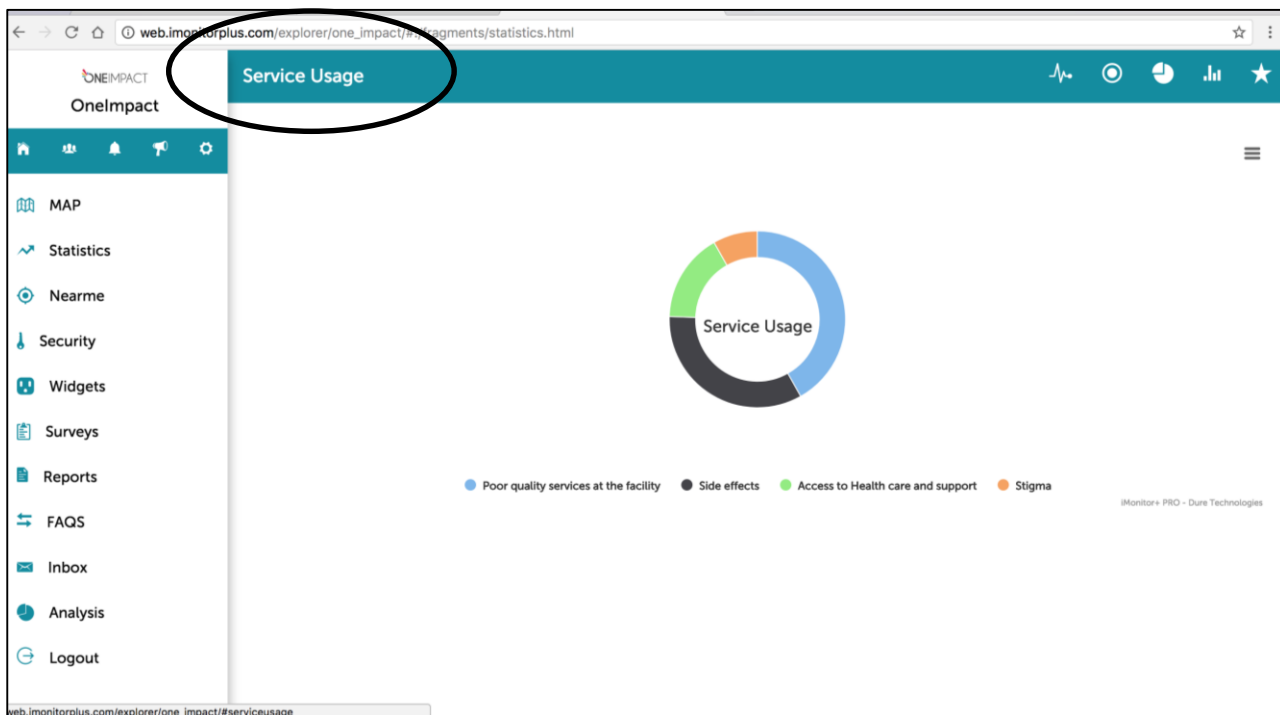 web.imonitorplus.com/explorer/one_impact/#!/fragments/statistics.html
ONEIMPACT
OneImpact
Service Usage
MAP
Statistics
Nearme
Security
Widgets
Surveys
Reports
FAQS
Inbox
Analysis
Logout
Service Usage
Poor quality services at the facility Side effects Access to Health care and support Stigma
iMonitor+ PRO - Dure Technologies
web.imonitorplus.com/explorer/one_impact/#serviceusage